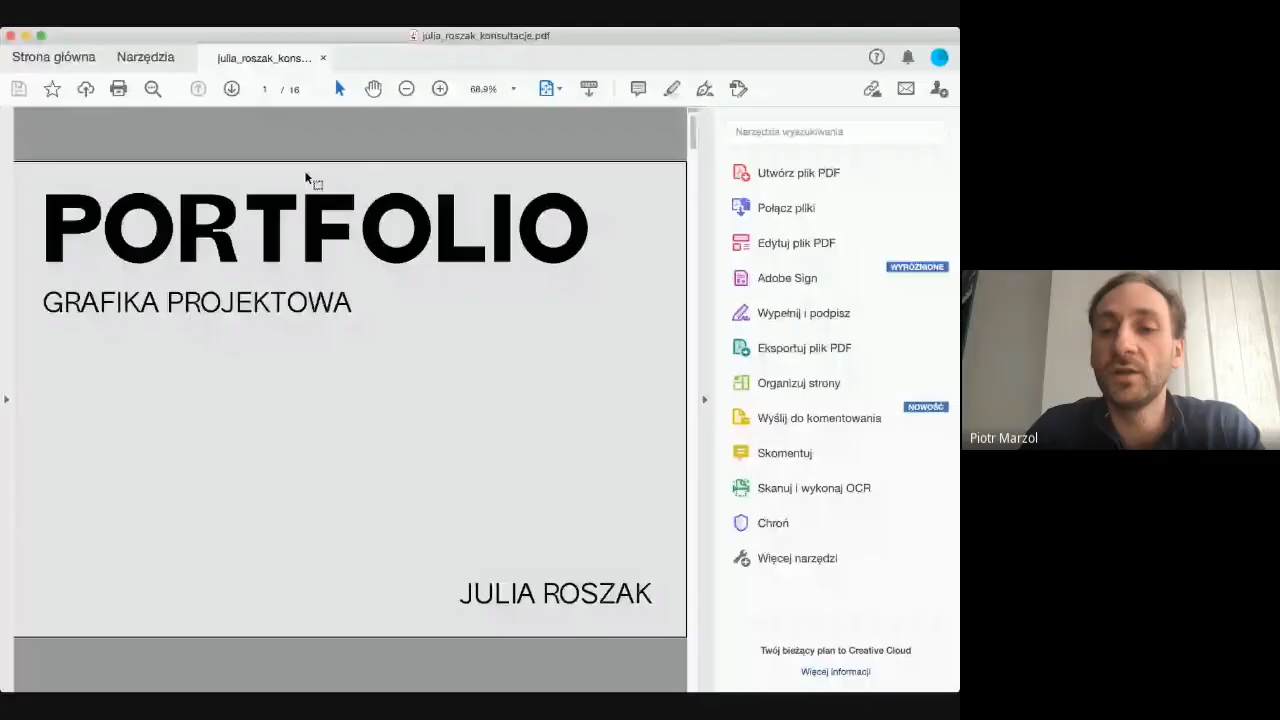 julia_roszak_konsultacje.pdf
Strona główna
Narzędzia
julia_roszak_kons... ×
1 / 16
68.9%
Narzędzia wyszukiwania
PORTFOLIO
GRAFIKA PROJEKTOWA
JULIA ROSZAK
Utwórz plik PDF
Połącz pliki
Edytuj plik PDF
WYRÓŻNIONE
Adobe Sign
Wypełnij i podpisz
Eksportuj plik PDF
Organizuj strony
NOWOŚĆ
Wyślij do komentowania
Skomentuj
Skanuj i wykonaj OCR
Chroń
Więcej narzędzi
Twój bieżący plan to Creative Cloud
Więcej informacji
Piotr Marzol